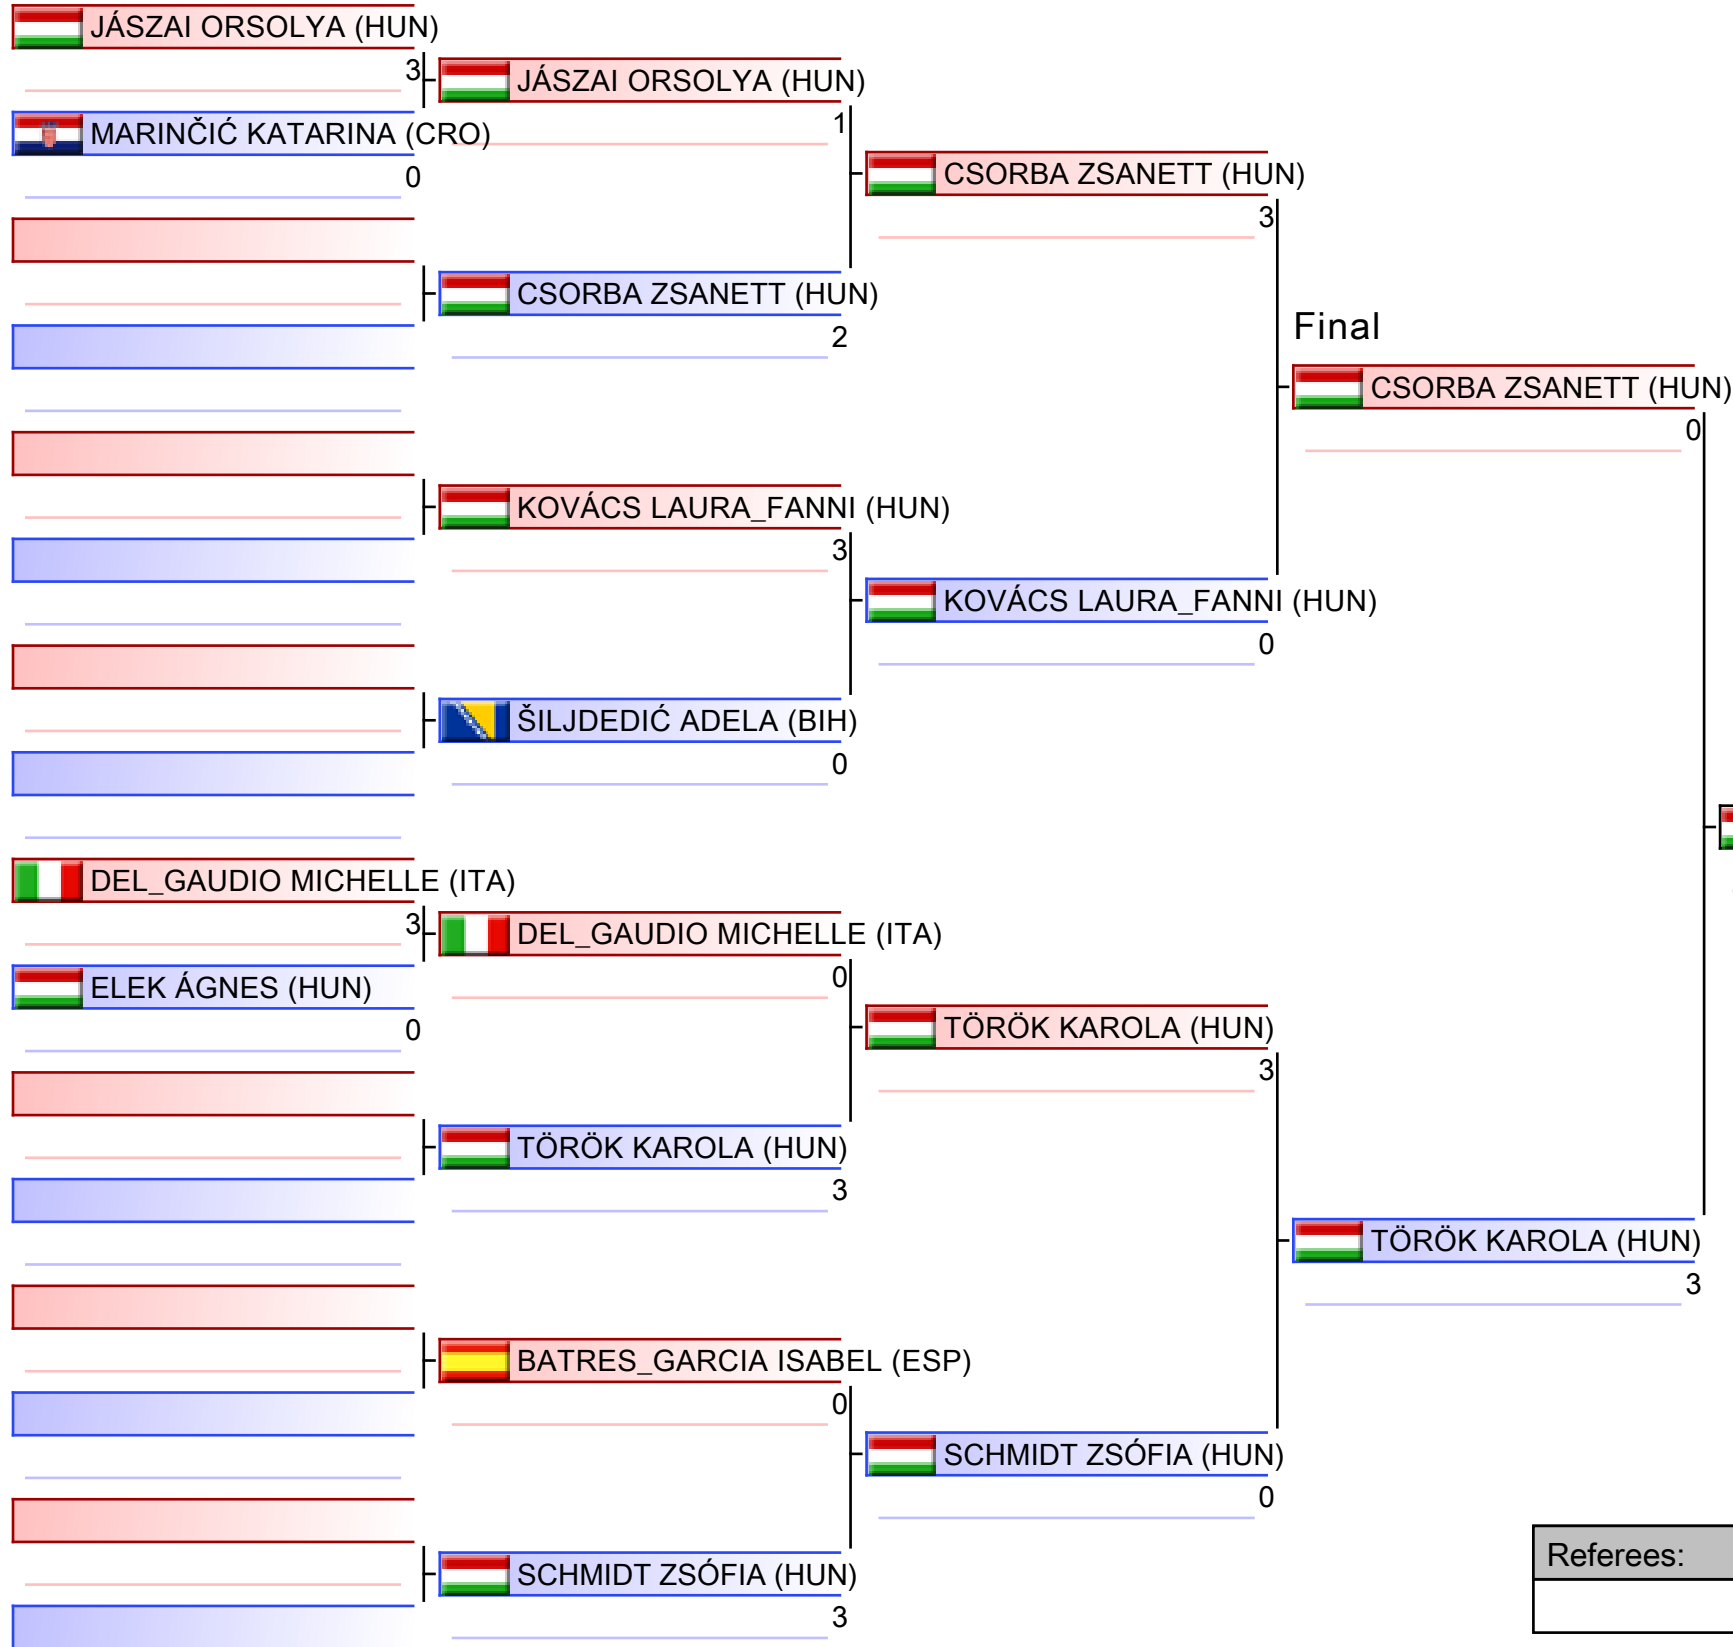 JÁSZAI ORSOLYA (HUN)
3
MARINČIĆ KATARINA (CRO)
0
DEL_GAUDIO MICHELLE (ITA)
3
ELEK ÁGNES (HUN)
0
JÁSZAI ORSOLYA (HUN)
1
CSORBA ZSANETT (HUN)
2
KOVÁCS LAURA_FANNI (HUN)
3
ŠILJDEDIĆ ADELA (BIH)
0
DEL_GAUDIO MICHELLE (ITA)
0
TÖRÖK KAROLA (HUN)
3
BATRES_GARCIA ISABEL (ESP)
0
SCHMIDT ZSÓFIA (HUN)
3
CSORBA ZSANETT (HUN)
3
KOVÁCS LAURA_FANNI (HUN)
0
TÖRÖK KAROLA (HUN)
3
SCHMIDT ZSÓFIA (HUN)
0
Final
CSORBA ZSANETT (HUN)
0
TÖRÖK KAROLA (HUN)
3
Referees: